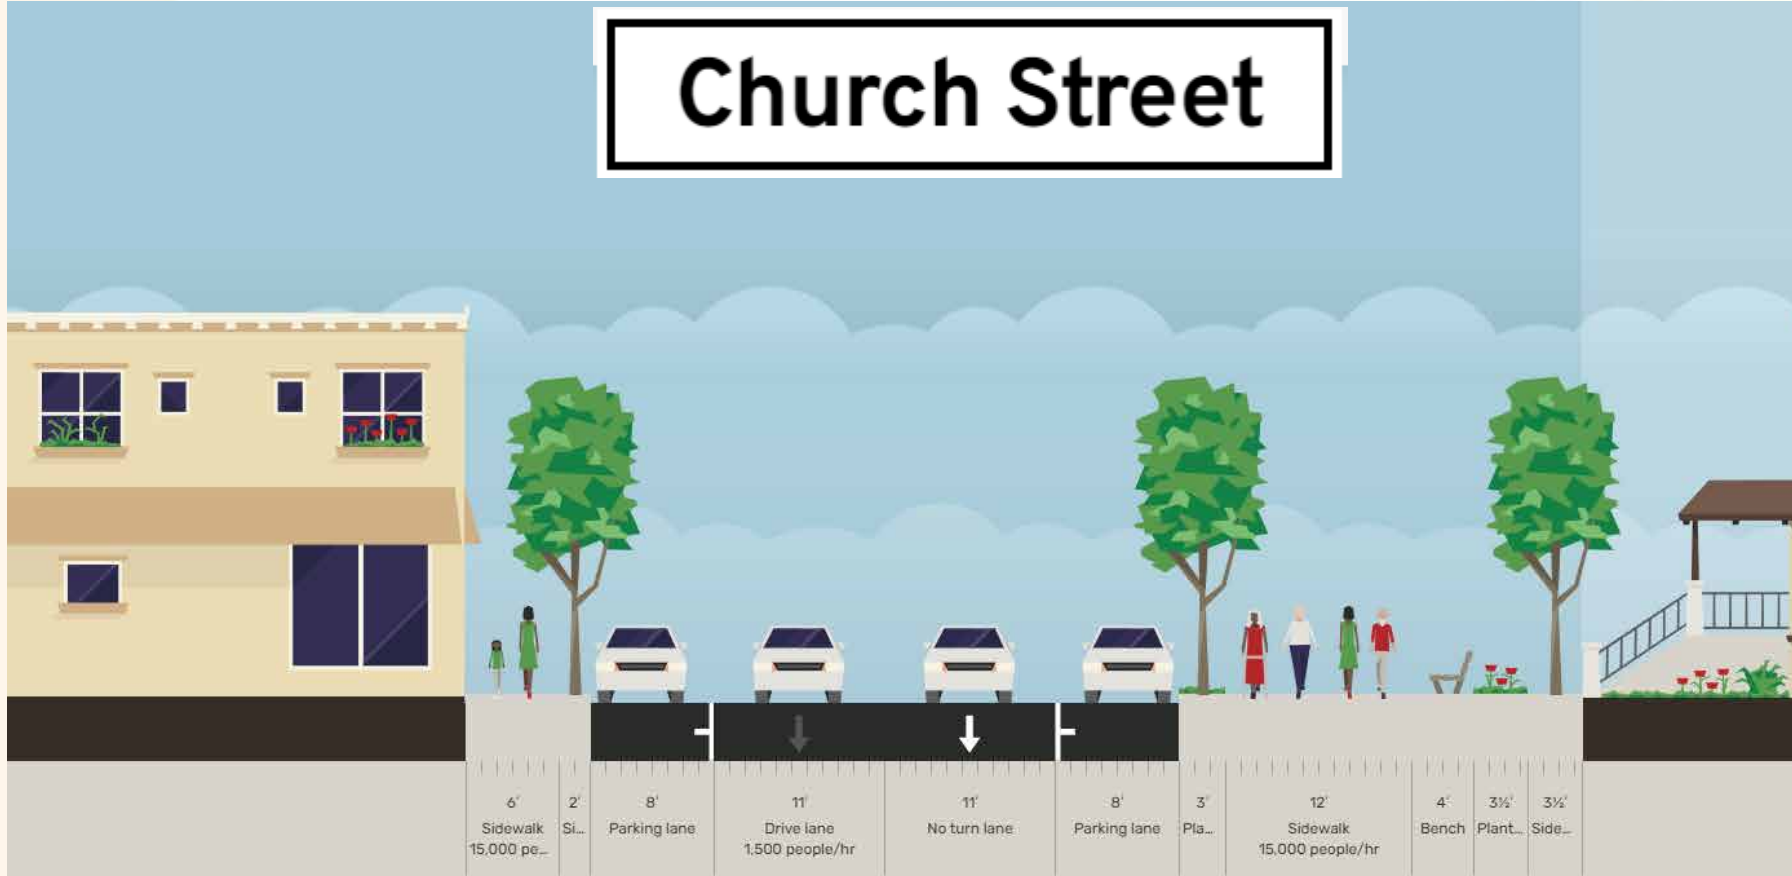 Church Street
6' 2' 8' 11' 11' 8' 3' 12' 4' 3½' 3½'
Sidewalk Si... Parking lane Drive lane No turn lane Parking lane Pla... Sidewalk Bench Plant... Side...
15,000 pe... 1,500 people/hr 15,000 people/hr